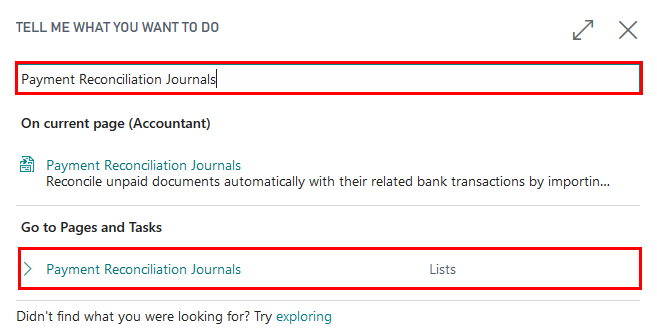 TELL ME WHAT YOU WANT TO DO
Payment Reconciliation Journals
On current page (Accountant)
Payment Reconciliation Journals
Reconcile unpaid documents automatically with their related bank transactions by importin...
Go to Pages and Tasks
Payment Reconciliation Journals Lists
Didn't find what you were looking for? Try exploring